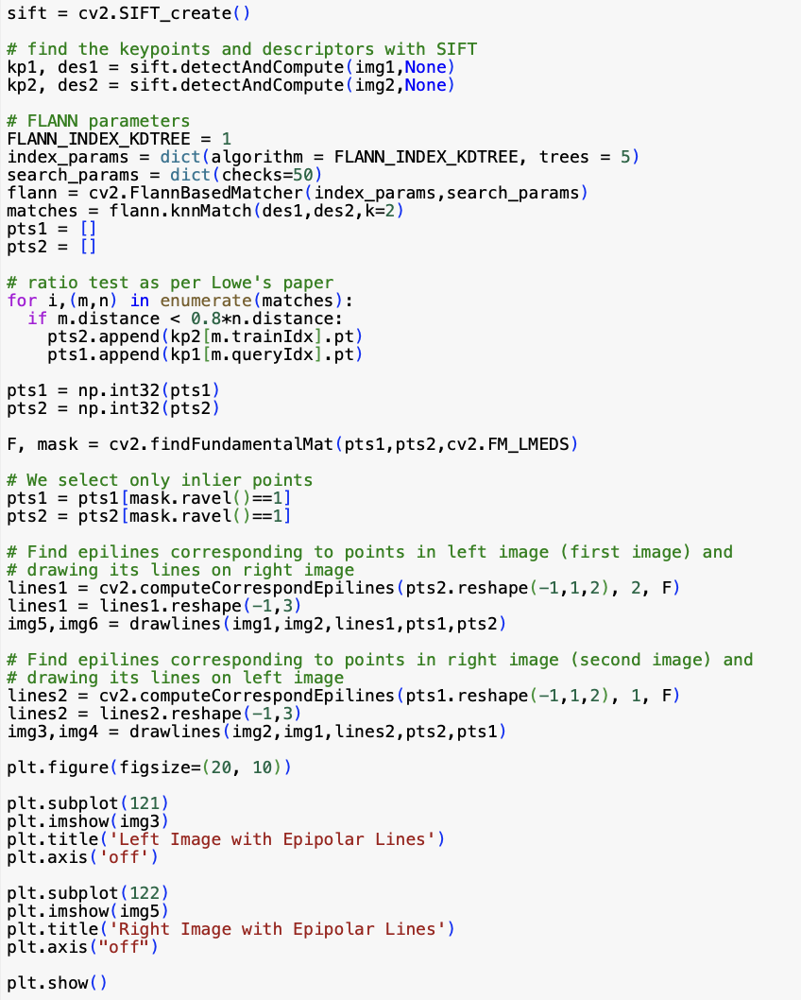 sift = cv2.SIFT_create()
# find the keypoints and descriptors with SIFT
kp1, des1 = sift.detectAndCompute(img1,None)
kp2, des2 = sift.detectAndCompute(img2,None)
# FLANN parameters
FLANN_INDEX_KDTREE = 1
index_params = dict(algorithm = FLANN_INDEX_KDTREE, trees = 5)
search_params = dict(checks=50)
flann = cv2.FlannBasedMatcher(index_params,search_params)
matches = flann.knnMatch(des1,des2,k=2)
pts1 = []
pts2 = []
# ratio test as per Lowe's paper
for i,(m,n) in enumerate(matches):
  if m.distance < 0.8*n.distance:
    pts2.append(kp2[m.trainIdx].pt)
    pts1.append(kp1[m.queryIdx].pt)
pts1 = np.int32(pts1)
pts2 = np.int32(pts2)
F, mask = cv2.findFundamentalMat(pts1,pts2,cv2.FM_LMEDS)
# We select only inlier points
pts1 = pts1[mask.ravel()==1]
pts2 = pts2[mask.ravel()==1]
# Find epilines corresponding to points in left image (first image) and
# drawing its lines on right image
lines1 = cv2.computeCorrespondEpilines(pts2.reshape(-1,1,2), 2, F)
lines1 = lines1.reshape(-1,3)
img5,img6 = drawlines(img1,img2,lines1,pts1,pts2)
# Find epilines corresponding to points in right image (second image) and
# drawing its lines on left image
lines2 = cv2.computeCorrespondEpilines(pts1.reshape(-1,1,2), 1, F)
lines2 = lines2.reshape(-1,3)
img3,img4 = drawlines(img2,img1,lines2,pts2,pts1)
plt.figure(figsize=(20, 10))
plt.subplot(121)
plt.imshow(img3)
plt.title('Left Image with Epipolar Lines')
plt.axis('off')
plt.subplot(122)
plt.imshow(img5)
plt.title('Right Image with Epipolar Lines')
plt.axis("off")
plt.show()